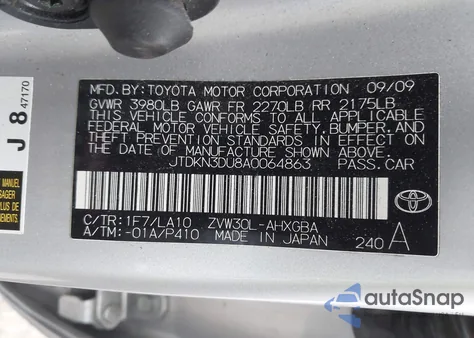 MFD. BY: TOYOTA MOTOR CORPORATION 09/09
GVWR 3980LB GAWR FR 2270LB RR 2175LB
THIS VEHICLE CONFORMS TO ALL APPLICABLE
FEDERAL MOTOR VEHICLE SAFETY, BUMPER, AND
THEFT PREVENTION STANDARDS IN EFFECT ON
THE DATE OF MANUFACTURE SHOWN ABOVE.
JTDKN3DU8A0064863 PASS.CAR
C/TR:1F7/LA10 ZVW30L-AHXGBA
A/TM:-01A/P410 MADE IN JAPAN 240 A
J 8 47170
MANUEL
autoSnap